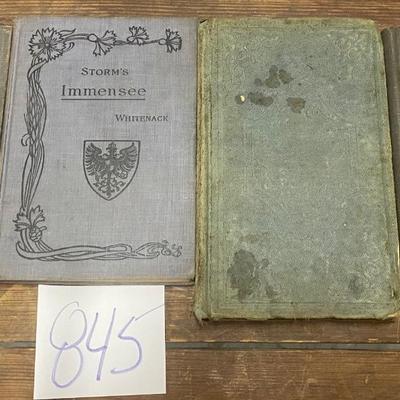 STORM'S
Immensee
WHITENACK
845